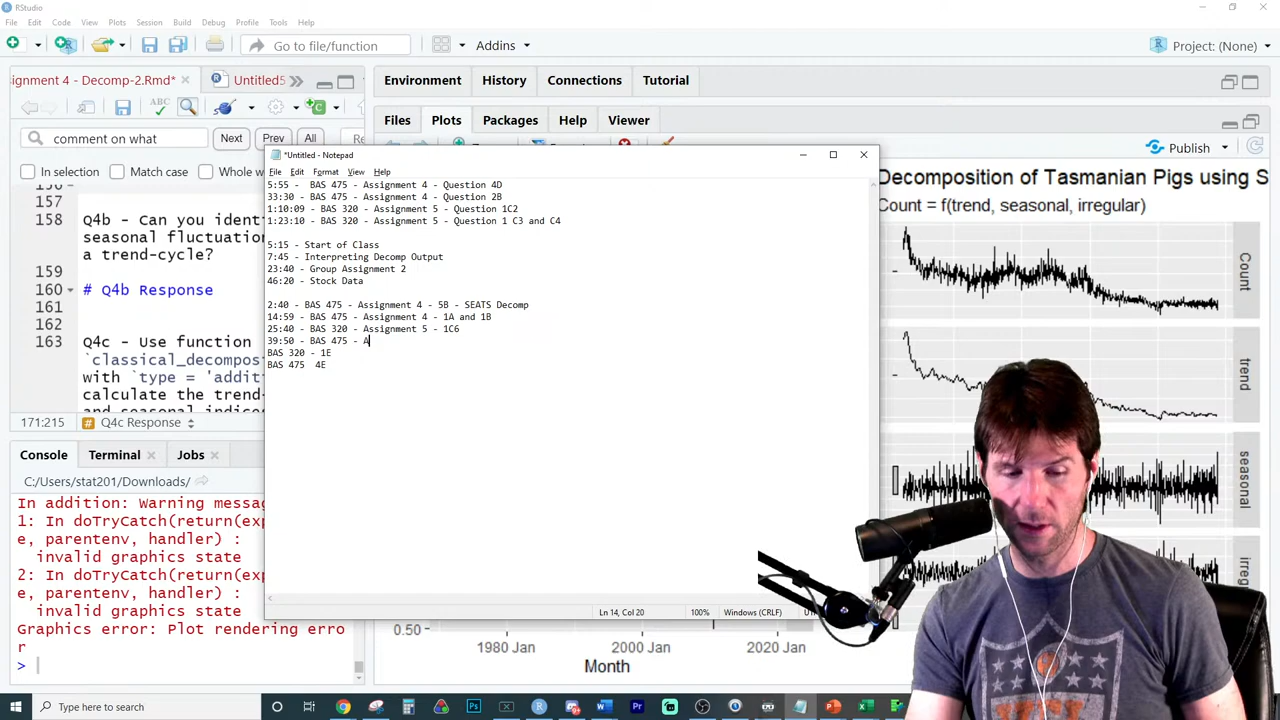 RStudio
File Edit Code View Plots Session Build Debug Profile Tools Help
Go to file/function
Addins
Project: (None)
signment 4 - Decomp-2.Rmd*
Untitled5
Environment History Connections Tutorial
Files Plots Packages Help Viewer
Publish
comment on what
Next Prev All
In selection Match case Whole w
157
158 Q4b - Can you identi
seasonal fluctuation
a trend-cycle?
159
160 # Q4b Response
161
162
163 Q4c - Use function
`classical_decompos
with `type = 'addit
calculate the trend-
and seasonal indices
171:215 Q4c Response
Console Terminal Jobs
C:/Users/stat201/Downloads/
In addition: Warning messag
1: In doTryCatch(return(exp
e, parentenv, handler) :
invalid graphics state
2: In doTryCatch(return(exp
e, parentenv, handler) :
invalid graphics state
Graphics error: Plot rendering erro
r
>
*Untitled - Notepad
File Edit Format View Help
5:55 - BAS 475 - Assignment 4 - Question 4D
33:30 - BAS 475 - Assignment 4 - Question 2B
1:10:09 - BAS 320 - Assignment 5 - Question 1C2
1:23:10 - BAS 320 - Assignment 5 - Question 1 C3 and C4
5:15 - Start of Class
7:45 - Interpreting Decomp Output
23:40 - Group Assignment 2
46:20 - Stock Data
2:40 - BAS 475 - Assignment 4 - 5B - SEATS Decomp
14:59 - BAS 475 - Assignment 4 - 1A and 1B
25:40 - BAS 320 - Assignment 5 - 1C6
39:50 - BAS 475 - A
BAS 320 - 1E
BAS 475 4E
Ln 14, Col 20 100% Windows (CRLF)
Decomposition of Tasmanian Pigs using S
Count = f(trend, seasonal, irregular)
Count
trend
seasonal
irreg
0.50
1980 Jan 2000 Jan 2020 Jan
Month
Type here to search